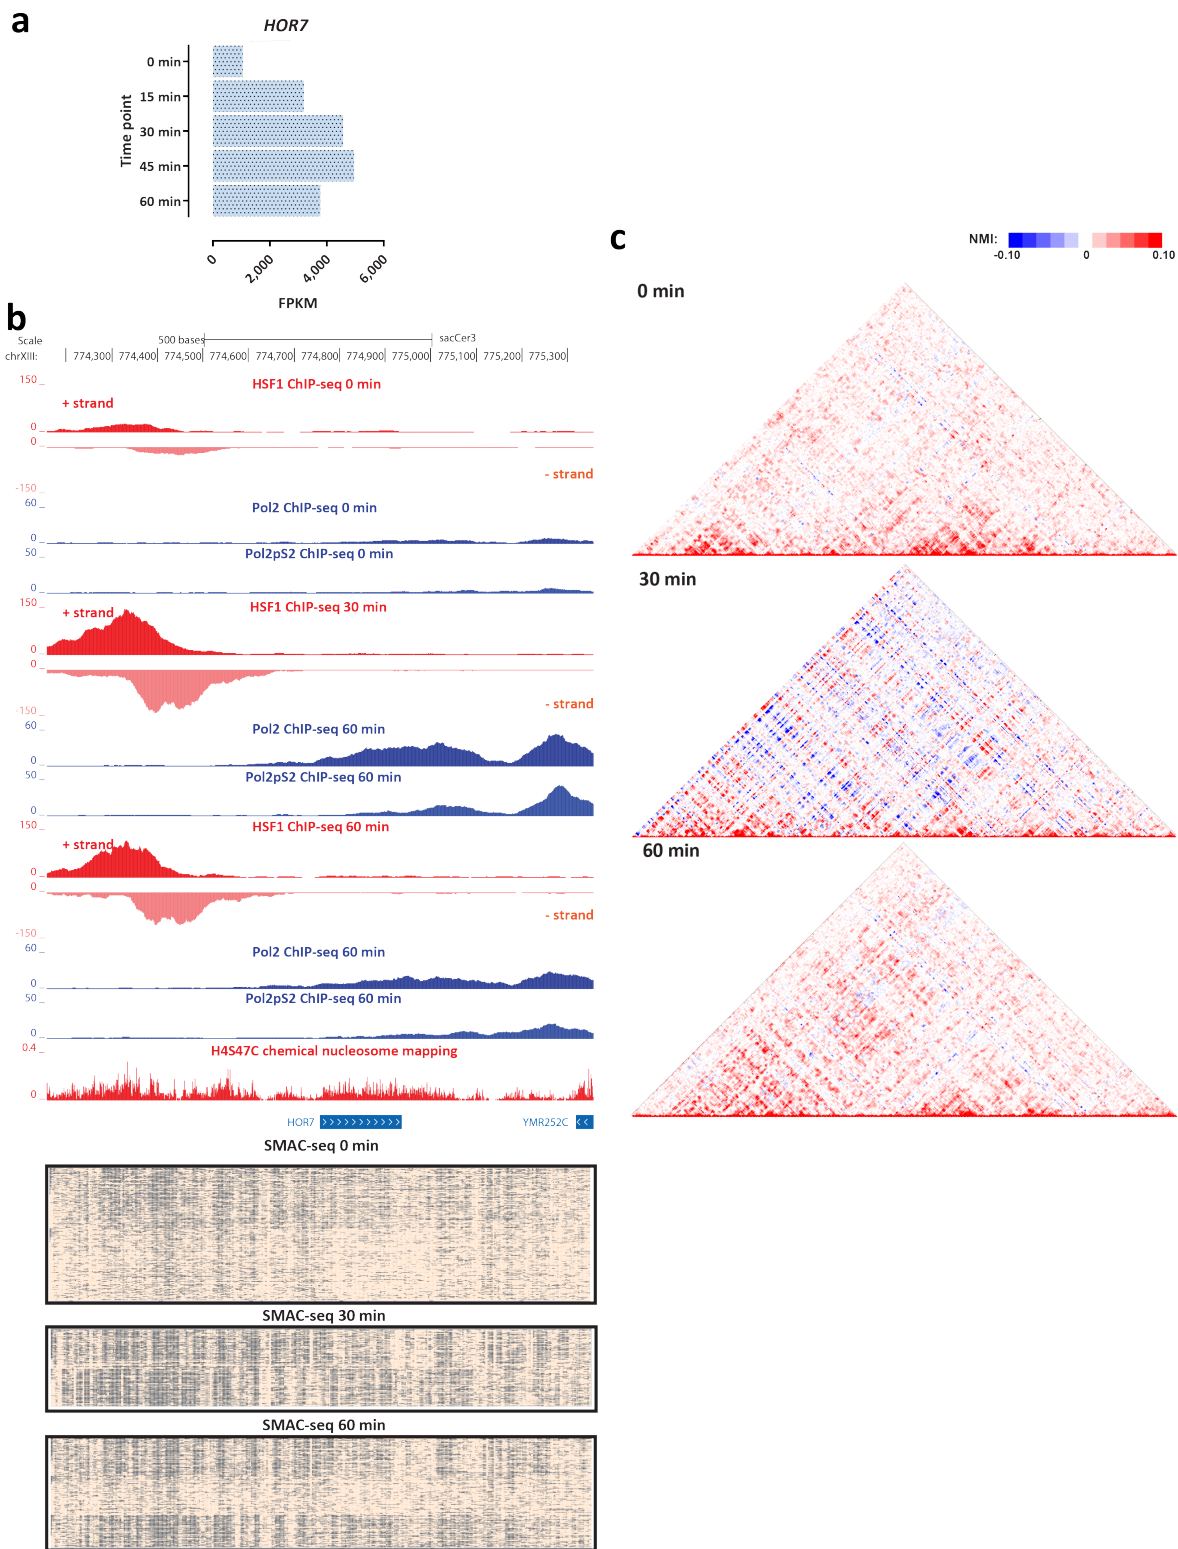 a
HOR7
Time point
0 min
15 min
30 min
45 min
60 min
0
2,000
4,000
6,000
FPKM
b
Scale
500 bases
sacCer3
chrXIII:
774,300
774,400
774,500
774,600
774,700
774,800
774,900
775,000
775,100
775,200
775,300
HSF1 ChIP-seq 0 min
150
+ strand
0
0
- strand
-150
Pol2 ChIP-seq 0 min
60
0
Pol2pS2 ChIP-seq 0 min
50
0
HSF1 ChIP-seq 30 min
150
+ strand
0
0
- strand
-150
Pol2 ChIP-seq 60 min
60
0
Pol2pS2 ChIP-seq 60 min
50
0
HSF1 ChIP-seq 60 min
150
+ strand
0
0
- strand
-150
Pol2 ChIP-seq 60 min
60
0
Pol2pS2 ChIP-seq 60 min
50
0
H4S47C chemical nucleosome mapping
0.4
0
HOR7
YMR252C
SMAC-seq 0 min
SMAC-seq 30 min
SMAC-seq 60 min
c
NMI:
-0.10
0
0.10
0 min
30 min
60 min